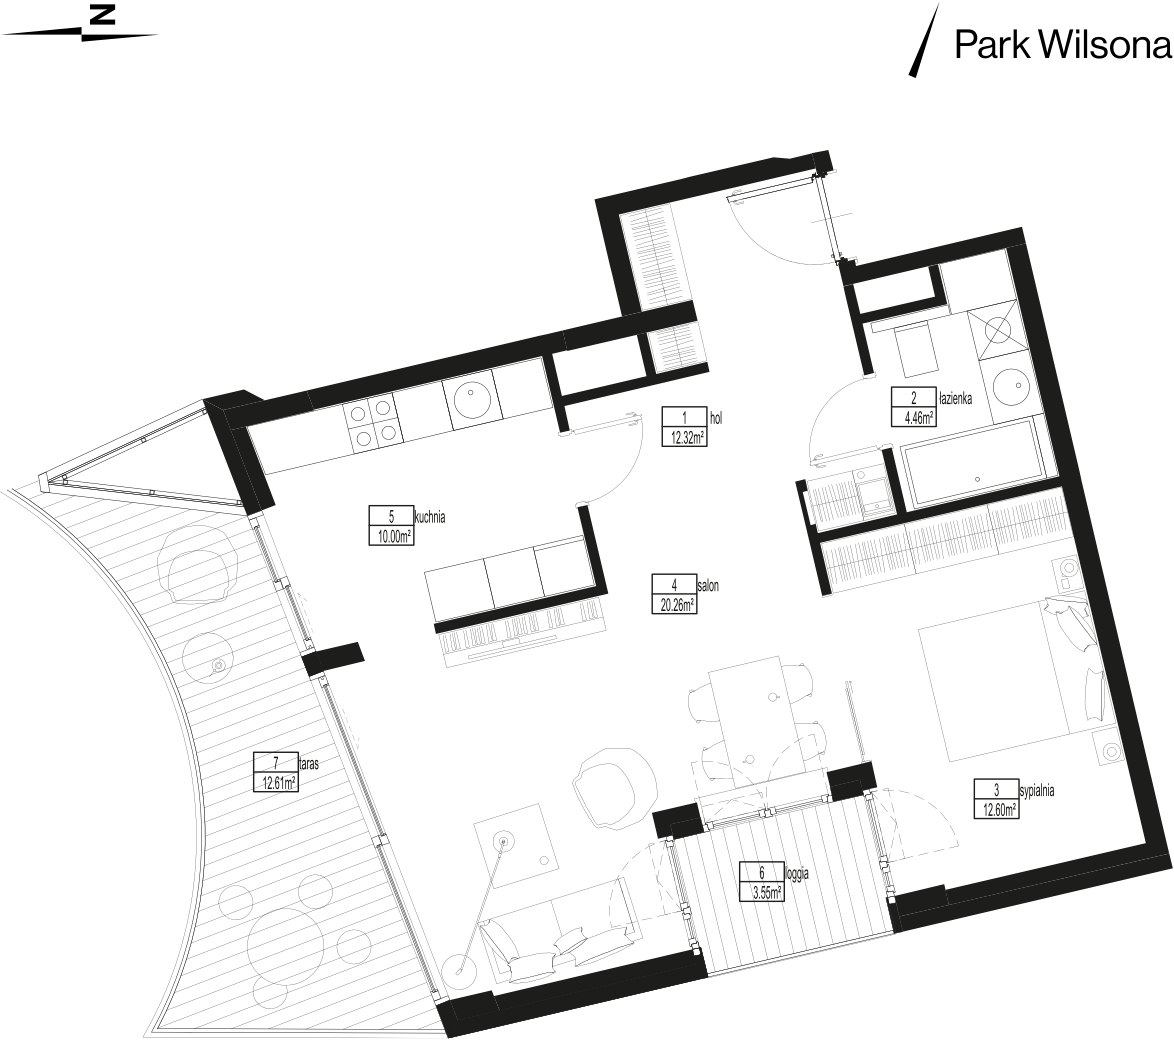 N
Park Wilsona
1 hol
12.32m²
2 łazienka
4.46m²
5 kuchnia
10.00m²
4 salon
20.26m²
7 taras
12.61m²
3 sypialnia
12.60m²
6 loggia
3.55m²